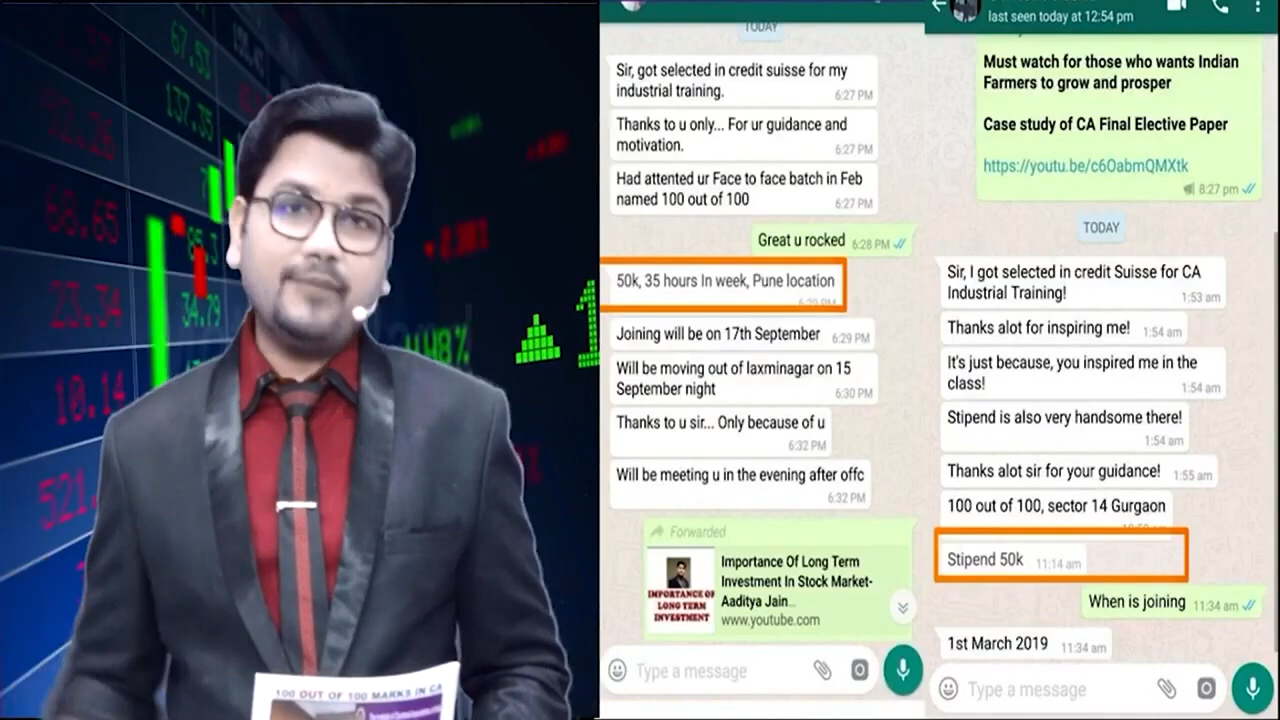 67.53
137.35
68.65
65.3
23.34
34.79
10.14
521.
100 OUT OF 100 MARKS IN CA
TODAY
Sir, got selected in credit suisse for my
industrial training.
6:27 PM
Thanks to u only... For ur guidance and
motivation.
6:27 PM
Had attented ur Face to face batch in Feb
named 100 out of 100
6:27 PM
Great u rocked 6:28 PM
50k, 35 hours In week, Pune location
6:29 PM
Joining will be on 17th September 6:29 PM
Will be moving out of laxminagar on 15
September night
6:30 PM
Thanks to u sir... Only because of u
6:32 PM
Will be meeting u in the evening after offc
6:32 PM
Forwarded
IMPORTANCE OF
LONG TERM
INVESTMENT
Importance Of Long Term
Investment In Stock Market-
Aaditya Jain...
www.youtube.com
Type a message
last seen today at 12:54 pm
Must watch for those who wants Indian
Farmers to grow and prosper
Case study of CA Final Elective Paper
https://youtu.be/c6OabmQMXtk
8:27 pm
TODAY
Sir, I got selected in credit Suisse for CA
Industrial Training!
1:53 am
Thanks alot for inspiring me! 1:54 am
It's just because, you inspired me in the
class!
1:54 am
Stipend is also very handsome there!
1:54 am
Thanks alot sir for your guidance! 1:55 am
100 out of 100, sector 14 Gurgaon
Stipend 50k 11:14 am
When is joining 11:34 am
1st March 2019 11:34 am
Type a message